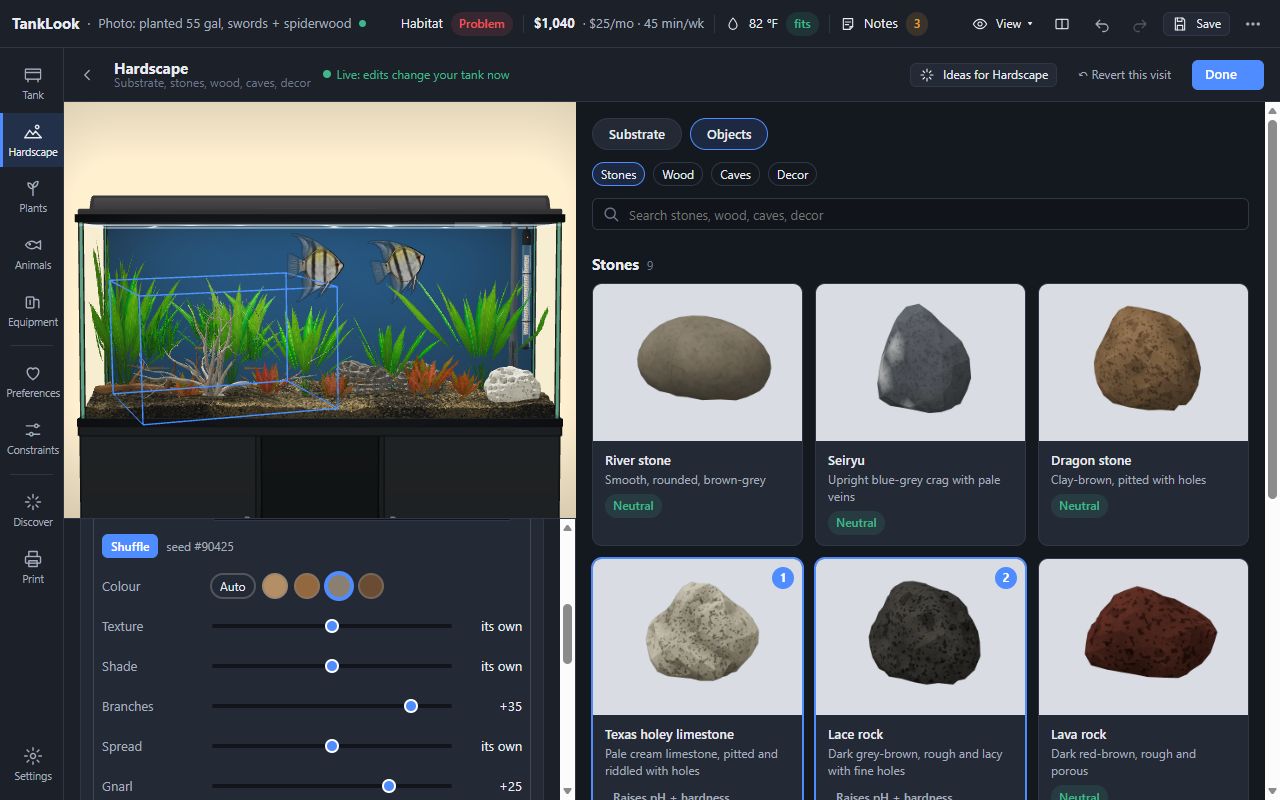 TankLook · Photo: planted 55 gal, swords + spiderwood
Habitat Problem
$1,040 · $25/mo · 45 min/wk
82 °F fits
Notes 3
View
Save
Tank
Hardscape
Plants
Animals
Equipment
Preferences
Constraints
Discover
Print
Settings
Hardscape
Substrate, stones, wood, caves, decor
Live: edits change your tank now
Ideas for Hardscape
Revert this visit
Done
Shuffle seed #90425
Colour Auto
Texture its own
Shade its own
Branches +35
Spread its own
Gnarl +25
Substrate Objects
Stones Wood Caves Decor
Search stones, wood, caves, decor
Stones 9
River stone
Smooth, rounded, brown-grey
Neutral
Seiryu
Upright blue-grey crag with pale
veins
Neutral
Dragon stone
Clay-brown, pitted with holes
Neutral
1
Texas holey limestone
Pale cream limestone, pitted and
riddled with holes
Raises pH + hardness
2
Lace rock
Dark grey-brown, rough and lacy
with fine holes
Raises pH + hardness
Lava rock
Dark red-brown, rough and
porous
Neutral